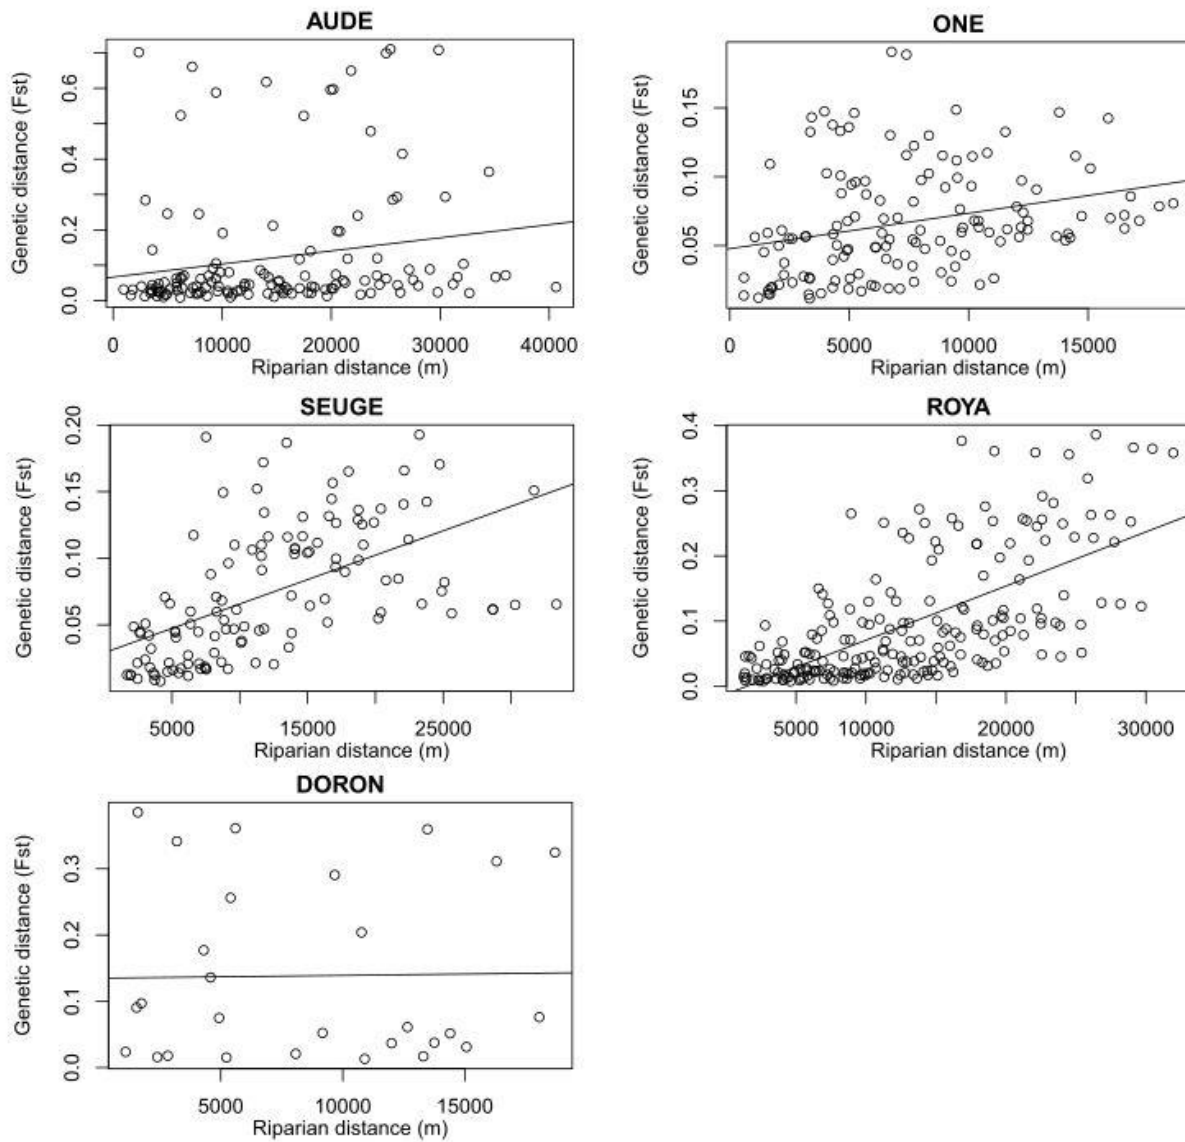 AUDE
Genetic distance (Fst)
0.0 0.2 0.4 0.6
0 10000 20000 30000 40000
Riparian distance (m)
ONE
Genetic distance (Fst)
0.05 0.10 0.15
0 5000 10000 15000
Riparian distance (m)
SEUGE
Genetic distance (Fst)
0.05 0.10 0.15 0.20
5000 15000 25000
Riparian distance (m)
ROYA
Genetic distance (Fst)
0.0 0.1 0.2 0.3 0.4
5000 10000 20000 30000
Riparian distance (m)
DORON
Genetic distance (Fst)
0.0 0.1 0.2 0.3
5000 10000 15000
Riparian distance (m)